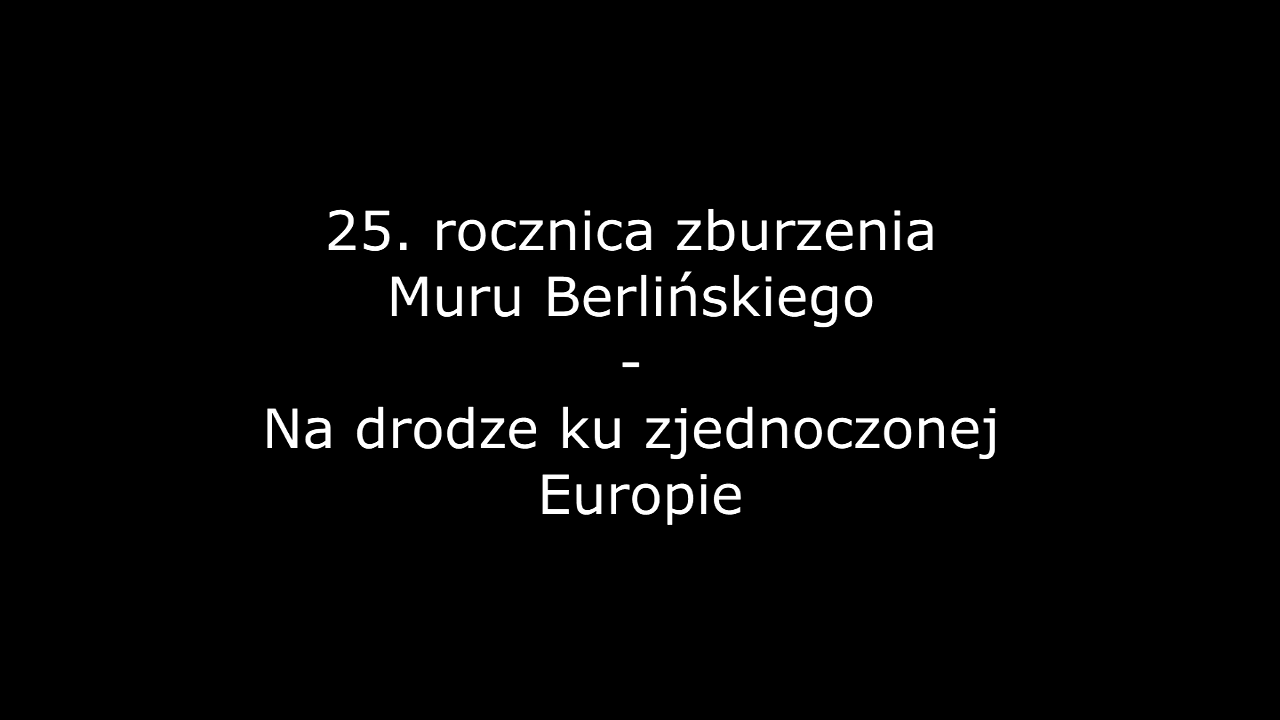 25. rocznica zburzenia
Muru Berlińskiego
-
Na drodze ku zjednoczonej
Europie